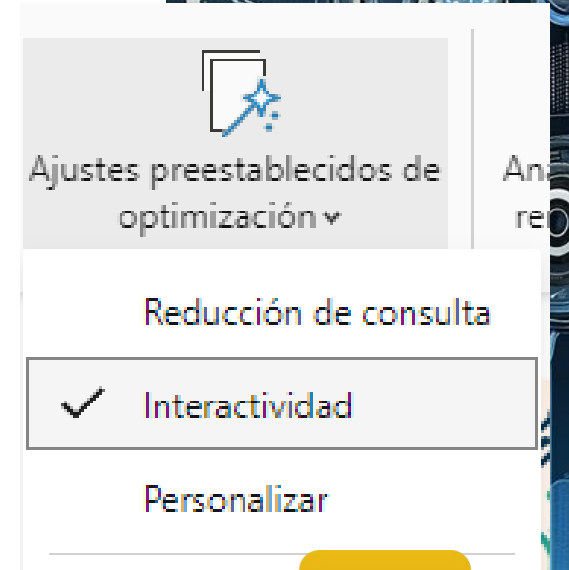 Ajustes preestablecidos de
optimización
Reducción de consulta
Interactividad
Personalizar